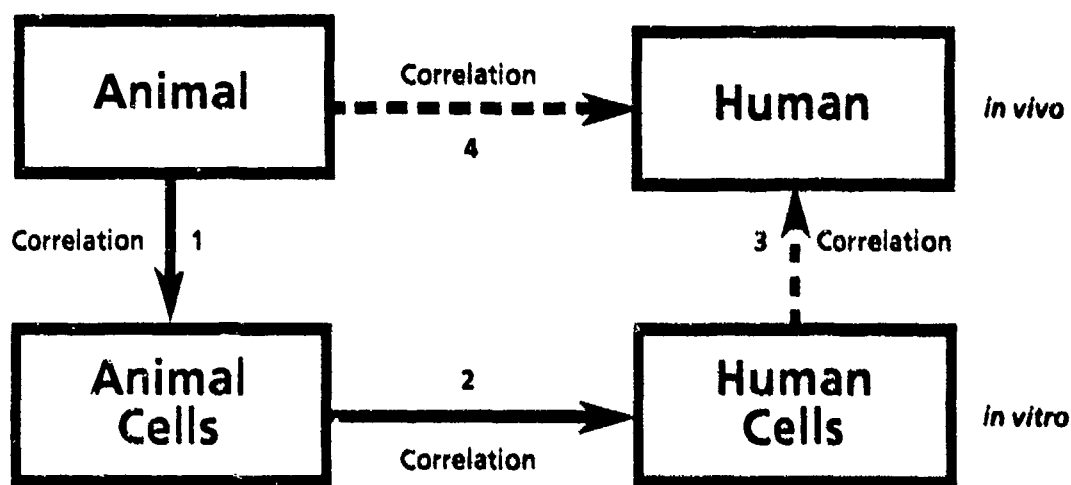 Animal
Correlation
4
Human
in vivo
Correlation 1
3 Correlation
Animal
Cells
2
Correlation
Human
Cells
in vitro